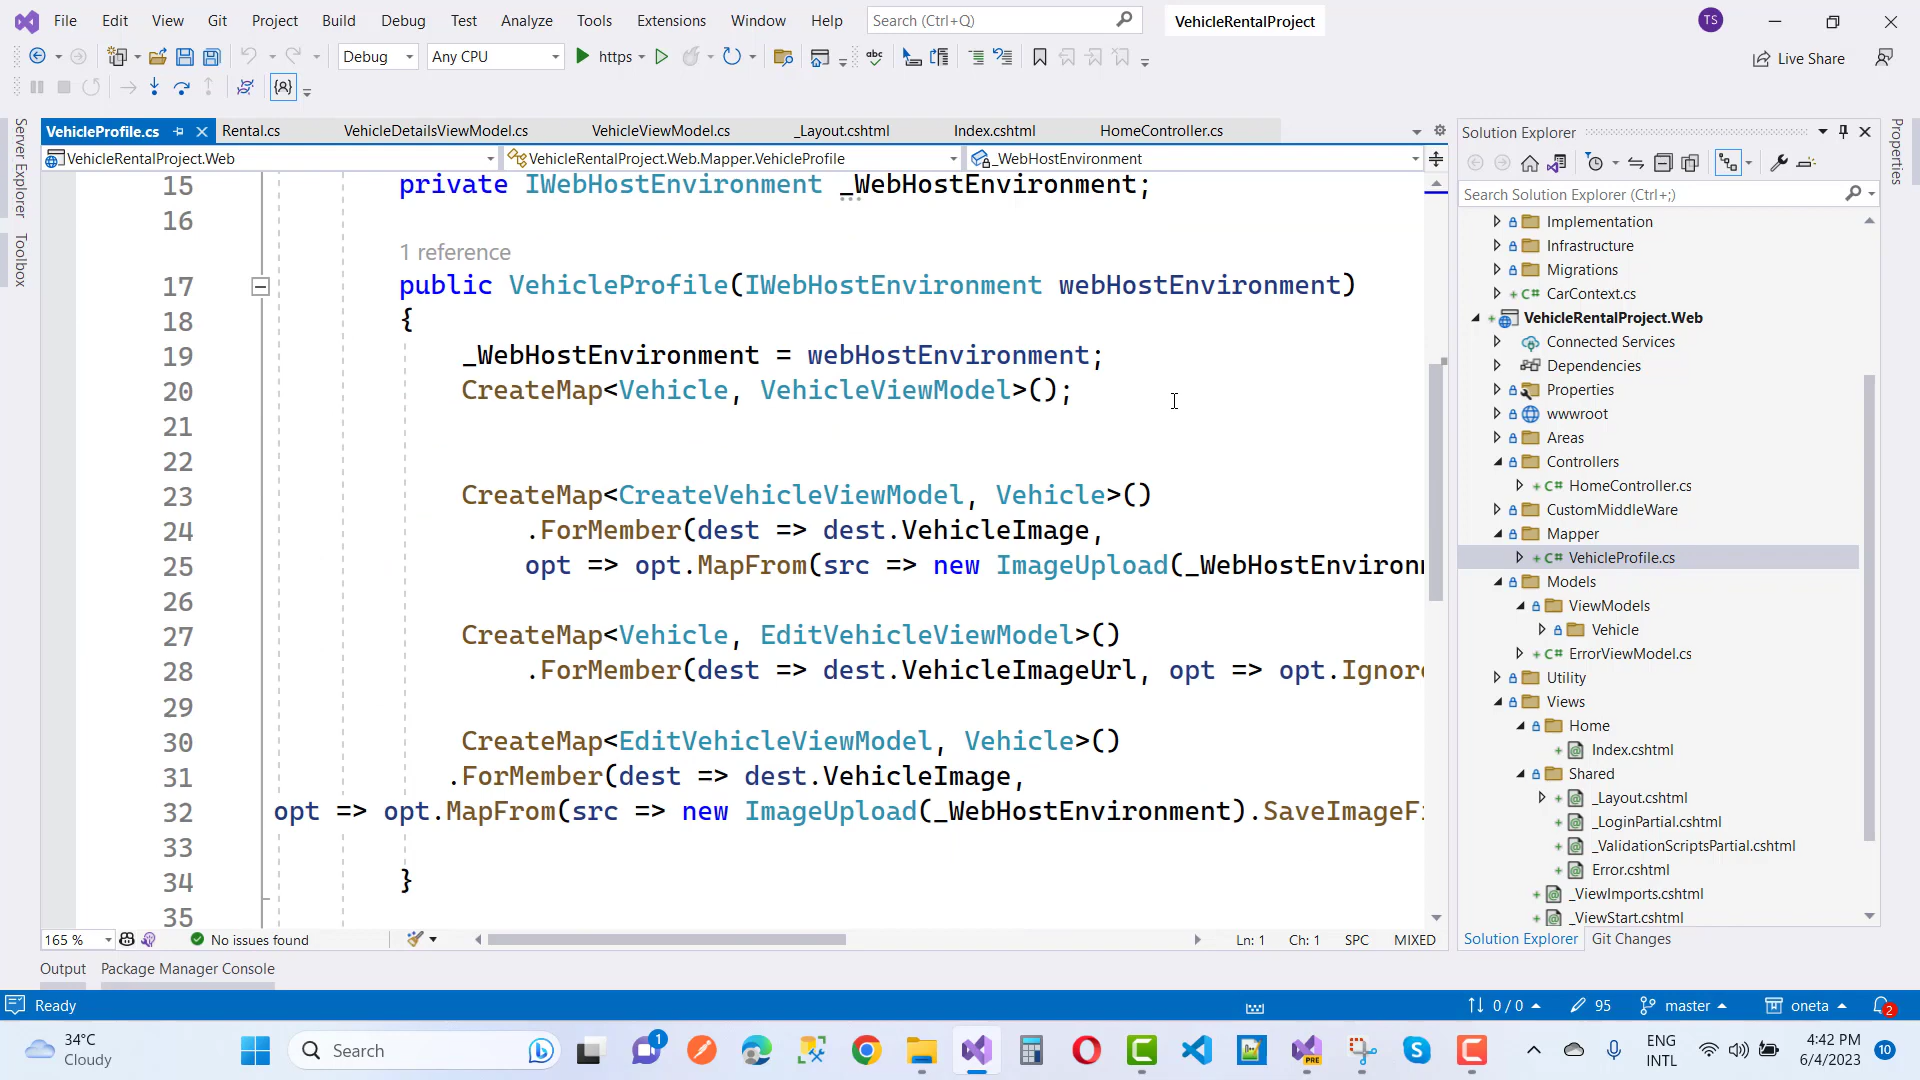 File Edit View Git Project Build Debug Test Analyze Tools Extensions Window Help Search (Ctrl+Q) VehicleRentalProject TS
Debug Any CPU https Live Share
VehicleProfile.cs Rental.cs VehicleDetailsViewModel.cs VehicleViewModel.cs _Layout.cshtml Index.cshtml HomeController.cs
VehicleRentalProject.Web VehicleRentalProject.Web.Mapper.VehicleProfile _WebHostEnvironment
Server Explorer
Toolbox
15 private IWebHostEnvironment _WebHostEnvironment;
16
1 reference
17 public VehicleProfile(IWebHostEnvironment webHostEnvironment)
18 {
19 _WebHostEnvironment = webHostEnvironment;
20 CreateMap<Vehicle, VehicleViewModel>();
21
22
23 CreateMap<CreateVehicleViewModel, Vehicle>()
24 .ForMember(dest => dest.VehicleImage,
25 opt => opt.MapFrom(src => new ImageUpload(_WebHostEnvironm
26
27 CreateMap<Vehicle, EditVehicleViewModel>()
28 .ForMember(dest => dest.VehicleImageUrl, opt => opt.Ignore
29
30 CreateMap<EditVehicleViewModel, Vehicle>()
31 .ForMember(dest => dest.VehicleImage,
32 opt => opt.MapFrom(src => new ImageUpload(_WebHostEnvironment).SaveImageFi
33
34 }
35
165 % No issues found Ln: 1 Ch: 1 SPC MIXED
Solution Explorer
Search Solution Explorer (Ctrl+;)
Implementation
Infrastructure
Migrations
C# CarContext.cs
VehicleRentalProject.Web
Connected Services
Dependencies
Properties
wwwroot
Areas
Controllers
C# HomeController.cs
CustomMiddleWare
Mapper
C# VehicleProfile.cs
Models
ViewModels
Vehicle
C# ErrorViewModel.cs
Utility
Views
Home
Index.cshtml
Shared
_Layout.cshtml
_LoginPartial.cshtml
_ValidationScriptsPartial.cshtml
Error.cshtml
_ViewImports.cshtml
_ViewStart.cshtml
Solution Explorer Git Changes
Properties
Output Package Manager Console
Ready 0 / 0 95 master oneta 2
34°C
Cloudy
Search 1 PRE ENG
INTL
4:42 PM
6/4/2023
10